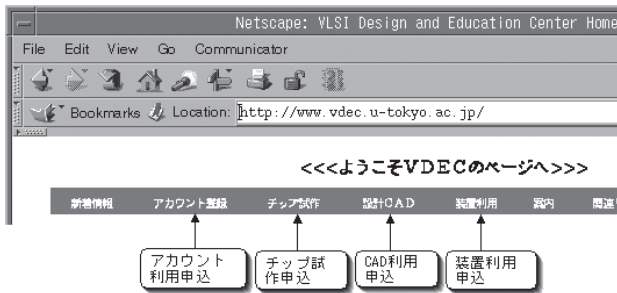 Netscape: VLSI Design and Education Center Home
File Edit View Go Communicator
Bookmarks Location: http://www.vdec.u-tokyo.ac.jp/
<<<ようこそVDECのページへ>>>
新着情報 アカウント登録 チップ試作 設計CAD 装置利用 案内 関連
アカウント
利用申込
チップ試
作申込
CAD利用
申込
装置利用
申込